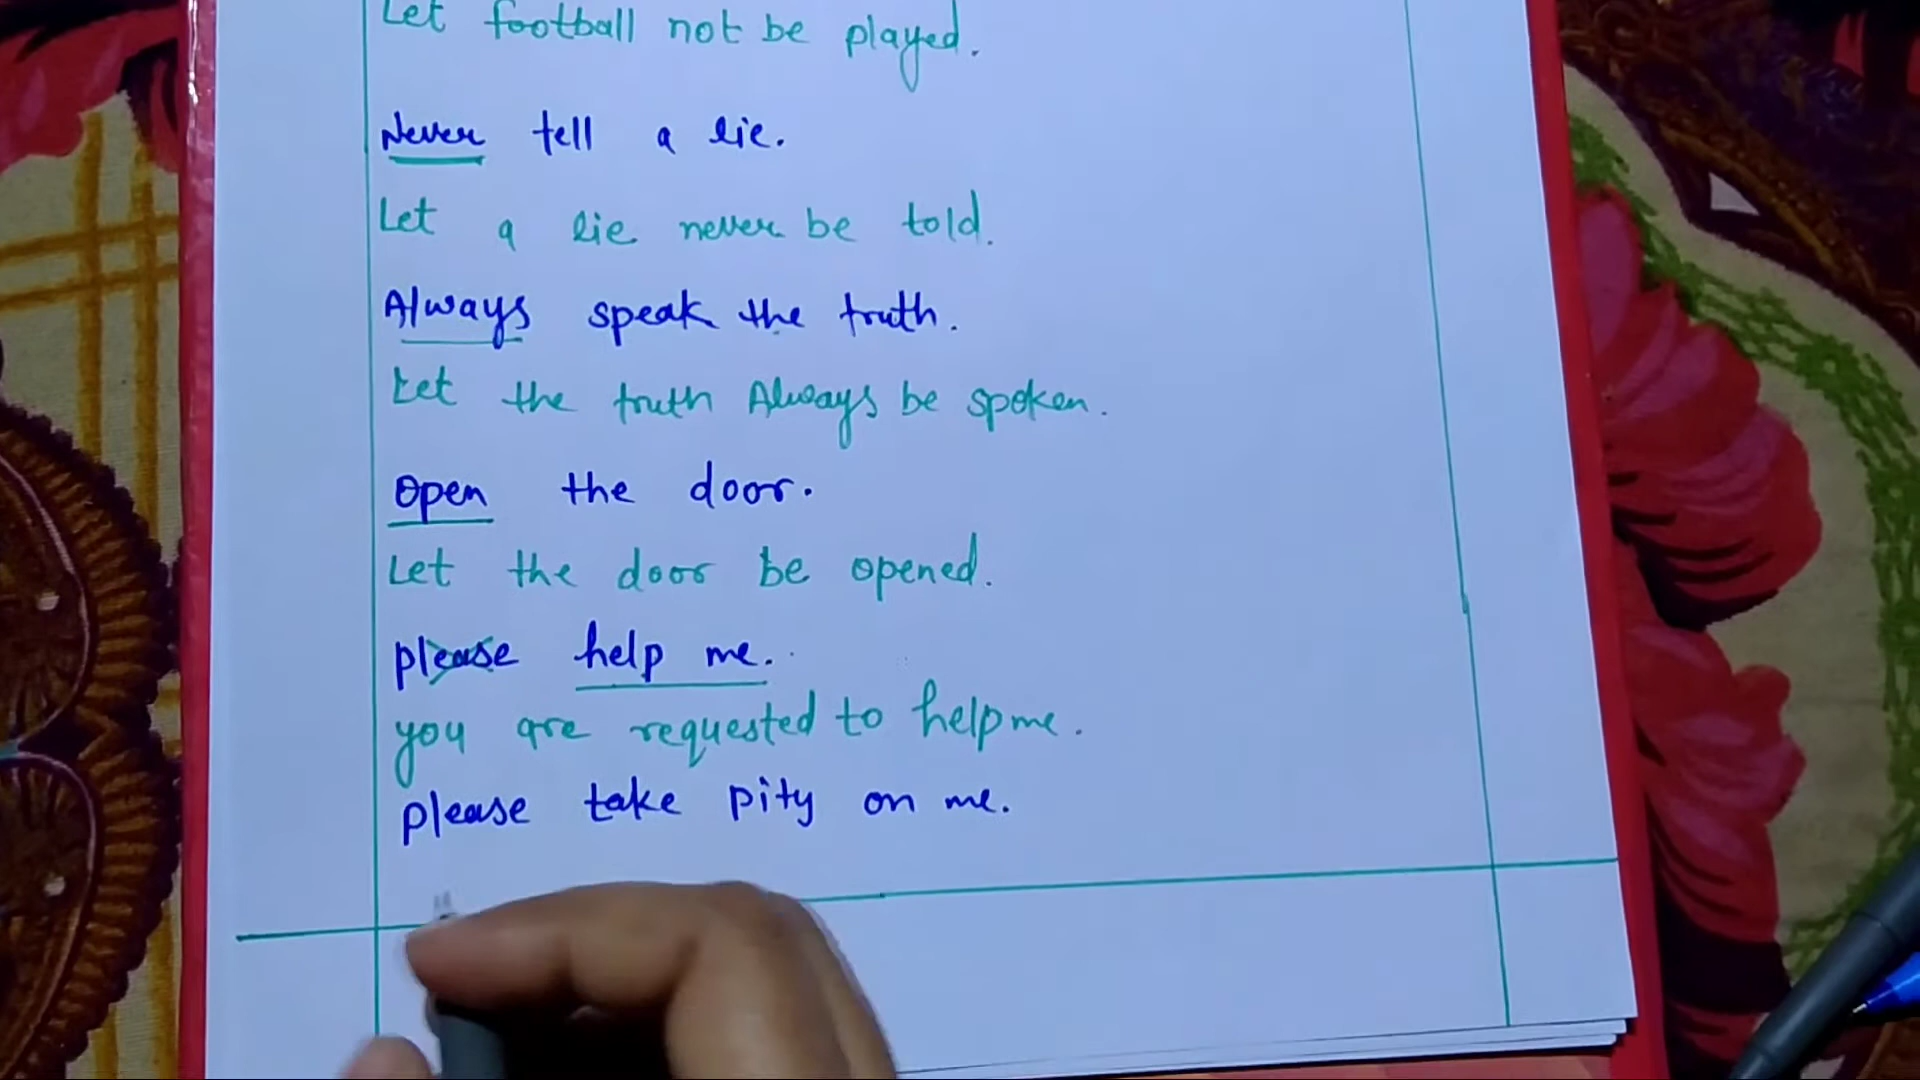 Let football not be played.
Never tell a lie.
Let a lie never be told.
Always speak the truth.
Let the truth Always be spoken.
Open the door.
Let the door be opened.
please help me.
you are requested to help me.
please take pity on me.